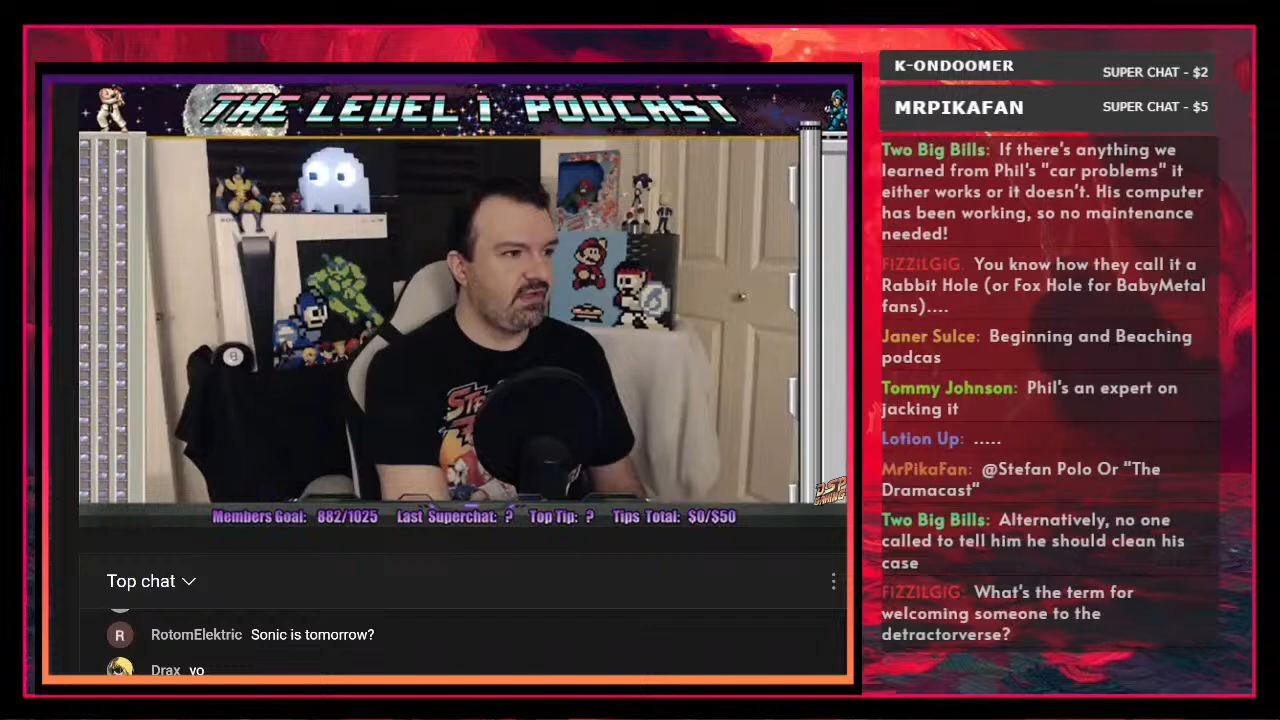 THE LEVEL 1 PODCAST
DSP
GAMING
Members Goal: 882/1025 Last Superchat: ? Top Tip: ? Tips Total: $0/$50
Top chat
R RotomElektric Sonic is tomorrow?
Drax yo
K-ONDOOMER SUPER CHAT - $2
MRPIKAFAN SUPER CHAT - $5
Two Big Bills: If there's anything we
learned from Phil's "car problems" it
either works or it doesn't. His computer
has been working, so no maintenance
needed!
FIZZILGIG: You know how they call it a
Rabbit Hole (or Fox Hole for BabyMetal
fans)....
Janer Sulce: Beginning and Beaching
podcas
Tommy Johnson: Phil's an expert on
jacking it
Lotion Up: .....
MrPikaFan: @Stefan Polo Or "The
Dramacast"
Two Big Bills: Alternatively, no one
called to tell him he should clean his
case
FIZZILGIG: What's the term for
welcoming someone to the
detractorverse?